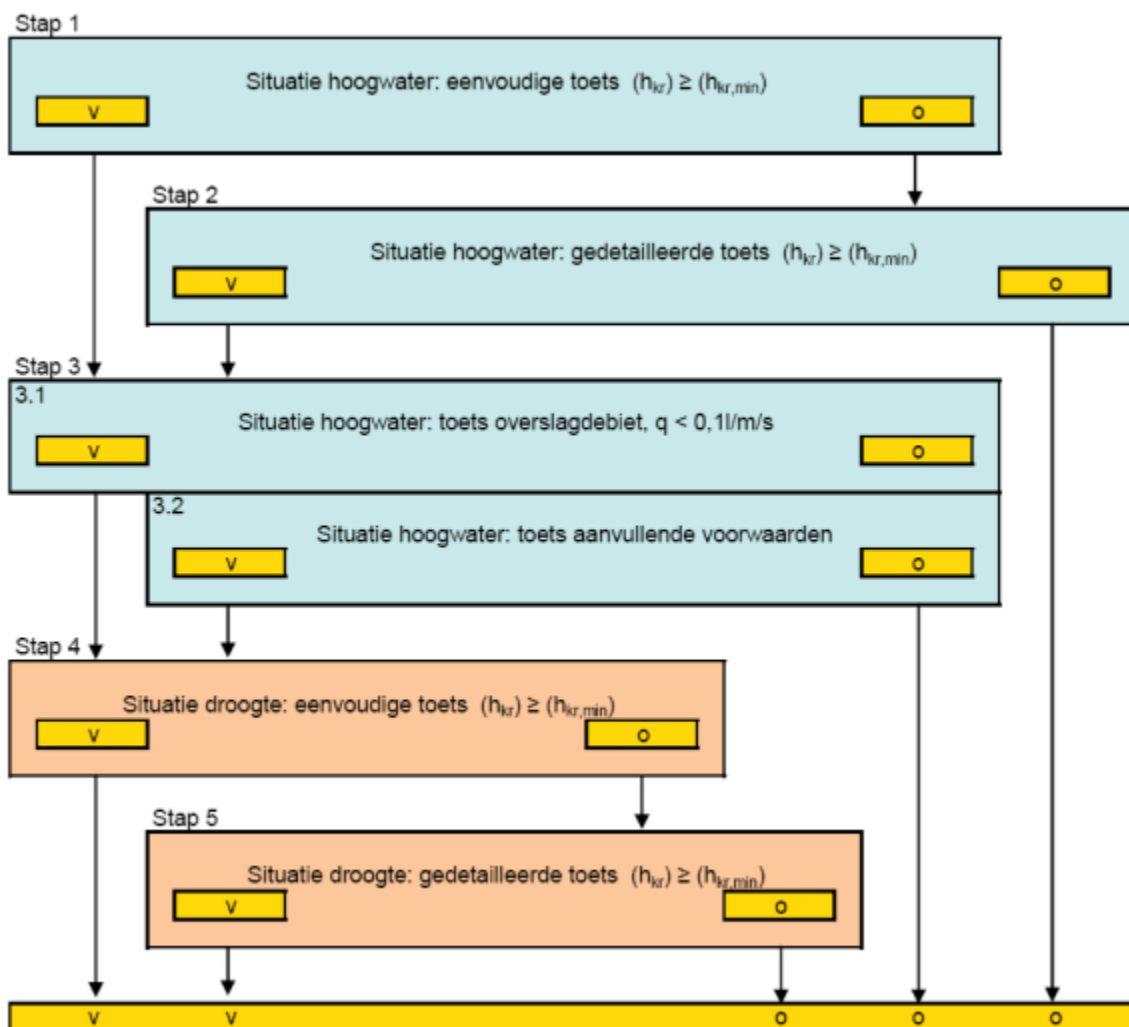 Stap 1
Situatie hoogwater: eenvoudige toets (hkr) ≥ (hkr,min)
v o
Stap 2
Situatie hoogwater: gedetailleerde toets (hkr) ≥ (hkr,min)
v o
Stap 3
3.1
Situatie hoogwater: toets overslagdebiet, q < 0,1l/m/s
v o
3.2
Situatie hoogwater: toets aanvullende voorwaarden
v o
Stap 4
Situatie droogte: eenvoudige toets (hkr) ≥ (hkr,min)
v o
Stap 5
Situatie droogte: gedetailleerde toets (hkr) ≥ (hkr,min)
v o
v v o o o